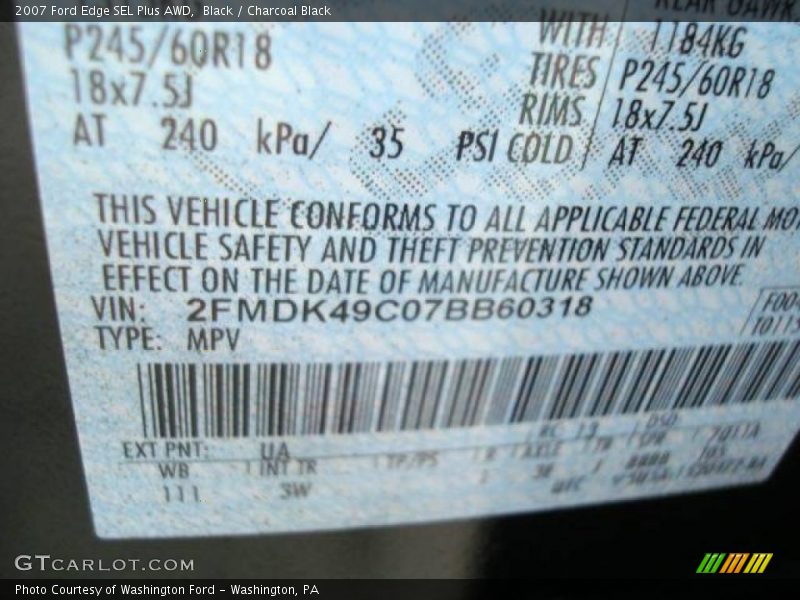 2007 Ford Edge SEL Plus AWD, Black / Charcoal Black
P245/60R18
18x7.5J
AT 240 kPa/ 35 PSI COLD
WITH 1184KG
TIRES P245/60R18
RIMS 18x7.5J
AT 240 kPa/
THIS VEHICLE CONFORMS TO ALL APPLICABLE FEDERAL MOT
VEHICLE SAFETY AND THEFT PREVENTION STANDARDS IN
EFFECT ON THE DATE OF MANUFACTURE SHOWN ABOVE.
VIN: 2FMDK49C07BB60318
TYPE: MPV
EXT PNT: UA
WB INT TR
111 3W
GTCARLOT.COM
Photo Courtesy of Washington Ford - Washington, PA